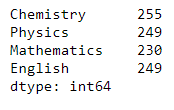 Chemistry 255
Physics 249
Mathematics 230
English 249
dtype: int64